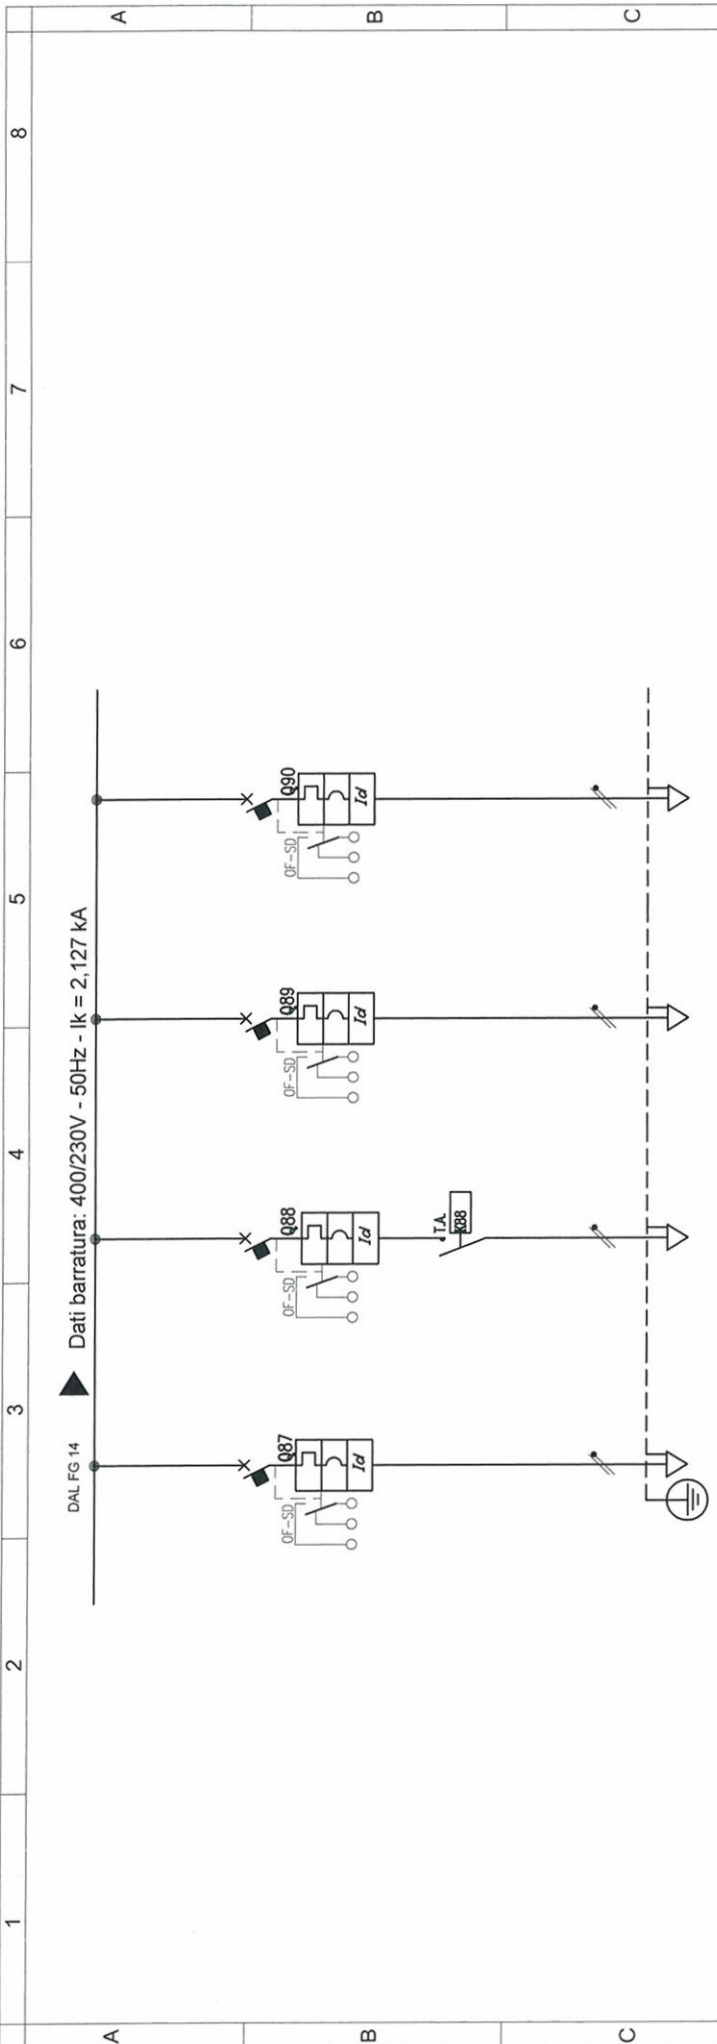 1 2 3 4 5 6 7 8
A A
DAL FG 14
Dati barratura: 400/230V - 50Hz - Ik = 2,127 kA
Q87 Q88 Q89 Q90
OF-SD OF-SD OF-SD OF-SD
Id Id Id Id
B B
T.A.
K88
C C